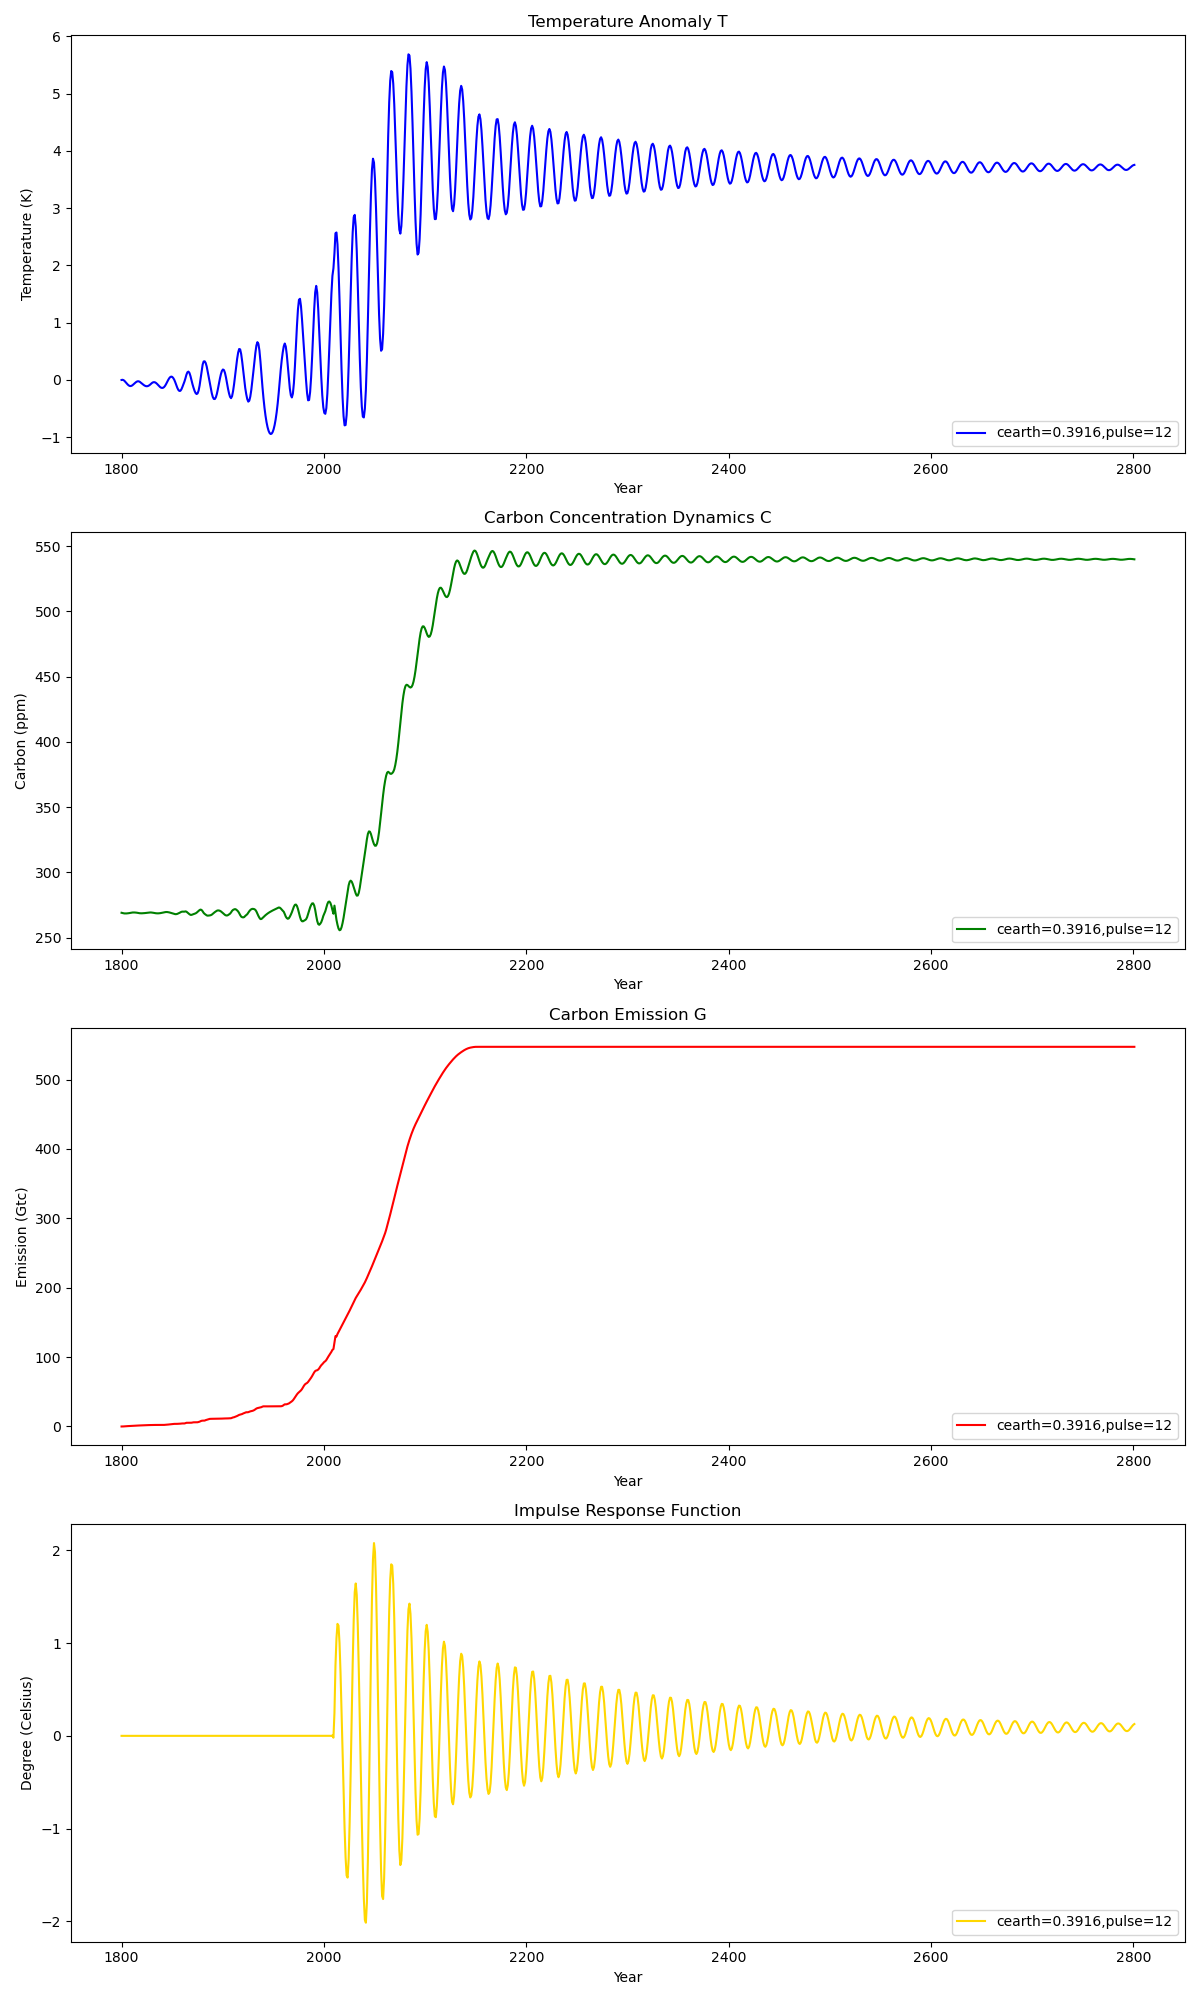 Temperature Anomaly T
6
5
4
3
2
1
0
−1
Temperature (K)
1800 2000 2200 2400 2600 2800
Year
cearth=0.3916,pulse=12
Carbon Concentration Dynamics C
550
500
450
400
350
300
250
Carbon (ppm)
1800 2000 2200 2400 2600 2800
Year
cearth=0.3916,pulse=12
Carbon Emission G
500
400
300
200
100
0
Emission (Gtc)
1800 2000 2200 2400 2600 2800
Year
cearth=0.3916,pulse=12
Impulse Response Function
2
1
0
−1
−2
Degree (Celsius)
1800 2000 2200 2400 2600 2800
Year
cearth=0.3916,pulse=12